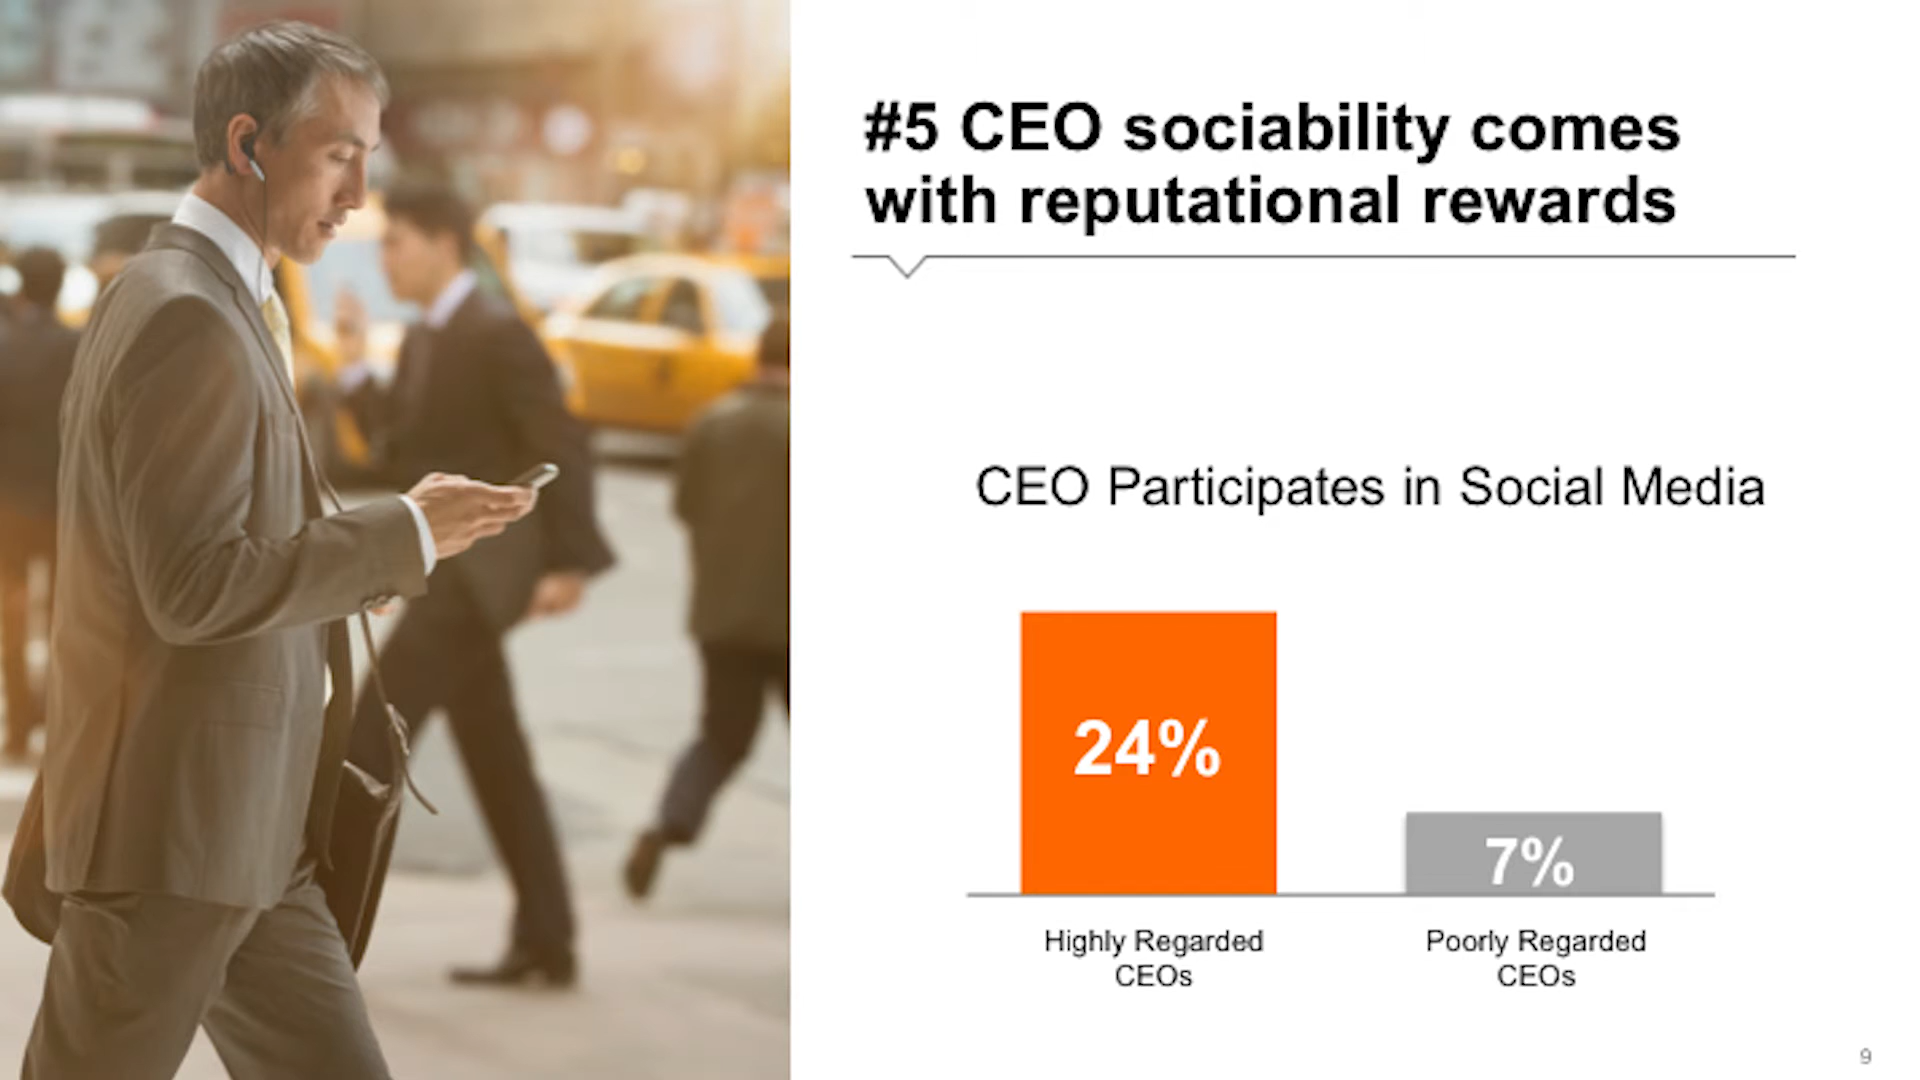 #5 CEO sociability comes
with reputational rewards
CEO Participates in Social Media
24%
7%
Highly Regarded
CEOs
Poorly Regarded
CEOs
9